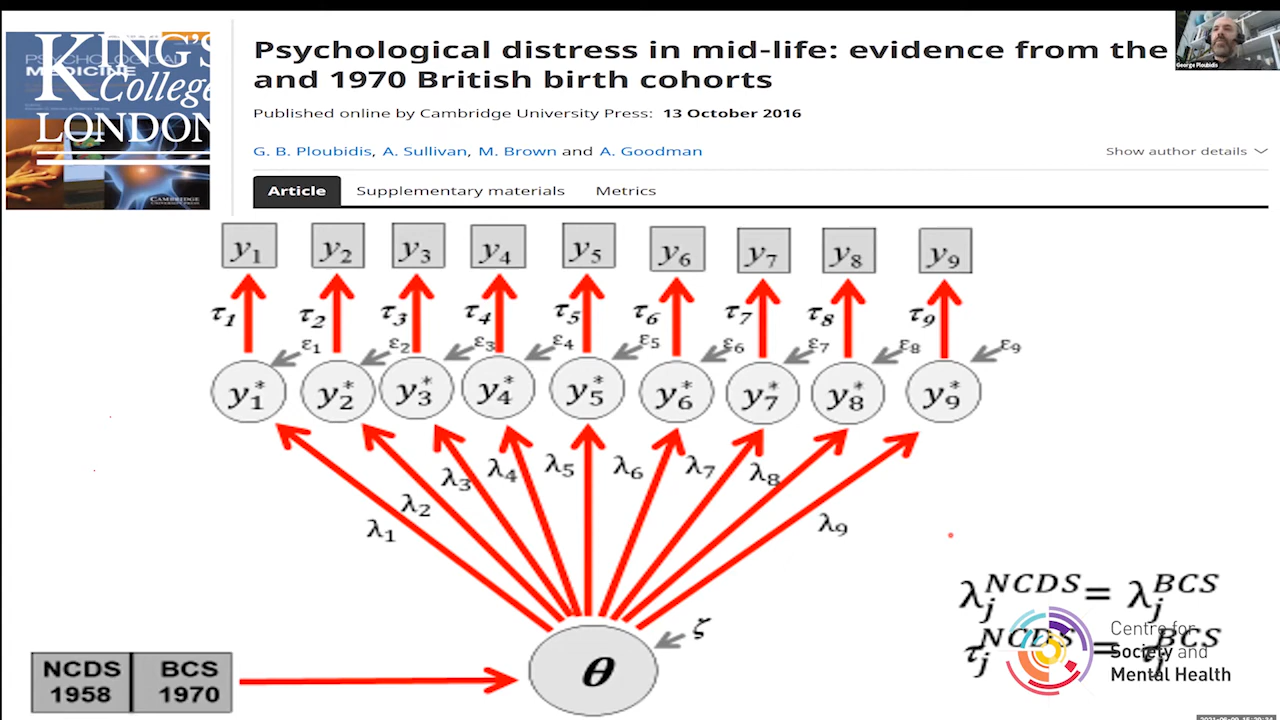 KING'S
College
LONDON
PSYCHOLOGICAL
MEDICINE
CAMBRIDGE
Psychological distress in mid-life: evidence from the
and 1970 British birth cohorts
George Ploubidis
Published online by Cambridge University Press: 13 October 2016
G. B. Ploubidis, A. Sullivan, M. Brown and A. Goodman
Show author details
Article Supplementary materials Metrics
y1 y2 y3 y4 y5 y6 y7 y8 y9
τ1 τ2 τ3 τ4 τ5 τ6 τ7 τ8 τ9
ε1 ε2 ε3 ε4 ε5 ε6 ε7 ε8 ε9
y1* y2* y3* y4* y5* y6* y7* y8* y9*
λ1 λ2 λ3 λ4 λ5 λ6 λ7 λ8 λ9
λj^NCDS = λj^BCS
τj^NCDS = τj^BCS
Centre for
Society and
Mental Health
ζ
θ
NCDS 1958
BCS 1970